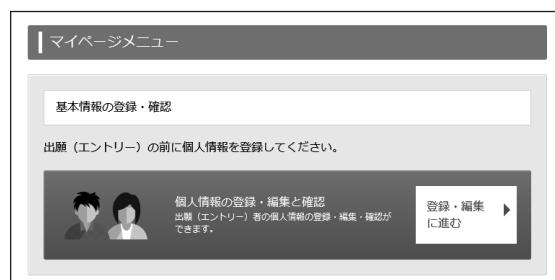 マイページメニュー
基本情報の登録・確認
出願（エントリー）の前に個人情報を登録してください。
個人情報の登録・編集と確認
出願（エントリー）者の個人情報の登録・編集・確認が
できます。
登録・編集
に進む